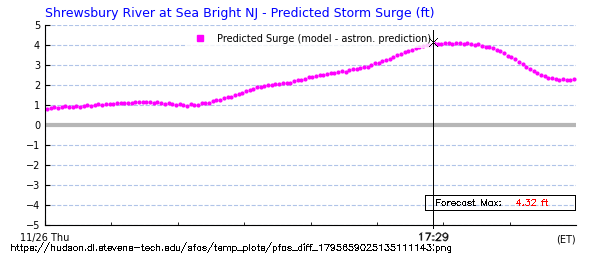 Shrewsbury River at Sea Bright NJ - Predicted Storm Surge (ft)
5
Predicted Surge (model - astron. prediction)
4
3
2
1
0
−1
−2
−3
−4
Forecast Max: 4.32 ft
−5
11/26 Thu
17:29
(ET)
https://hudson.dl.stevens-tech.edu/sfas/temp_plots/pfas_diff_1795659025135111143.png